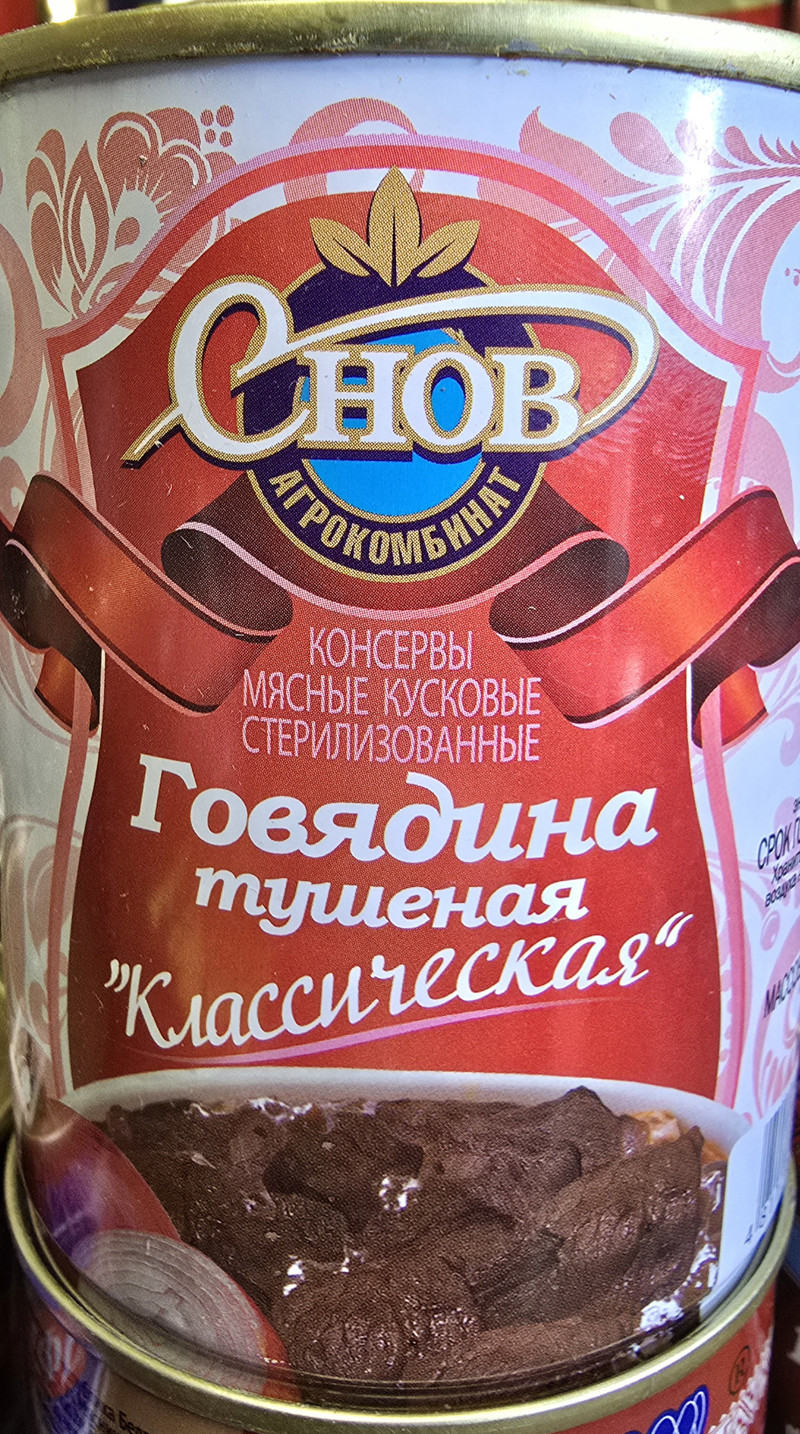 Снов
АГРОКОМБИНАТ
КОНСЕРВЫ
МЯСНЫЕ КУСКОВЫЕ
СТЕРИЛИЗОВАННЫЕ
Говядина
тушеная
"Классическая"
СРОК